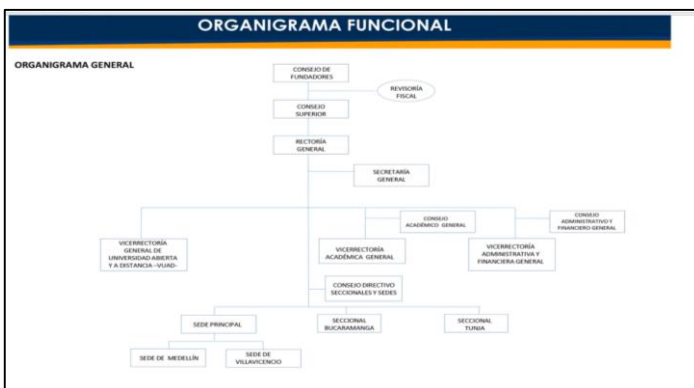 ORGANIGRAMA FUNCIONAL
ORGANIGRAMA GENERAL
CONSEJO DE
FUNDADORES
REVISORÍA
FISCAL
CONSEJO
SUPERIOR
RECTORÍA
GENERAL
SECRETARÍA
GENERAL
CONSEJO
ACADÉMICO GENERAL
CONSEJO
ADMINISTRATIVO Y
FINANCIERO GENERAL
VICERRECTORÍA
GENERAL DE
UNIVERSIDAD ABIERTA
Y A DISTANCIA –VUAD-
VICERRECTORÍA
ACADÉMICA GENERAL
VICERRECTORÍA
ADMINISTRATIVA Y
FINANCIERA GENERAL
CONSEJO DIRECTIVO
SECCIONALES Y SEDES
SEDE PRINCIPAL
SECCIONAL
BUCARAMANGA
SECCIONAL
TUNJA
SEDE DE MEDELLÍN
SEDE DE
VILLAVICENCIO